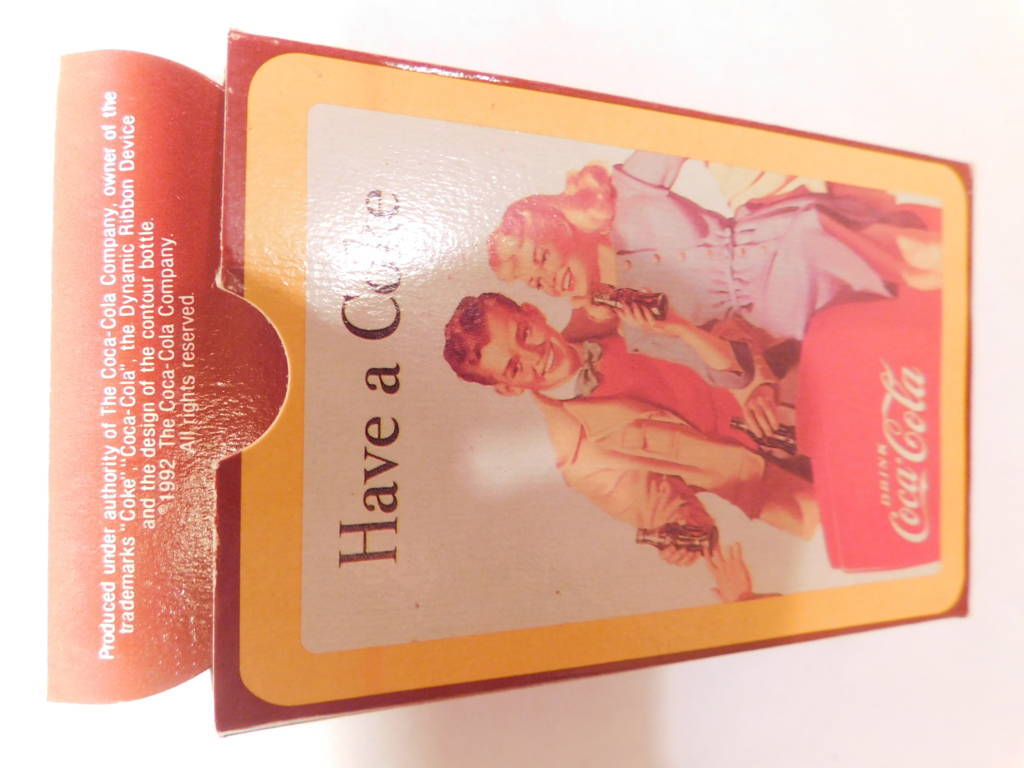 Produced under authority of The Coca-Cola Company, owner of the
trademarks "Coke", "Coca-Cola", the Dynamic Ribbon Device
and the design of the contour bottle.
©1992 The Coca-Cola Company.
All rights reserved.
Have a Coke
DRINK
Coca-Cola